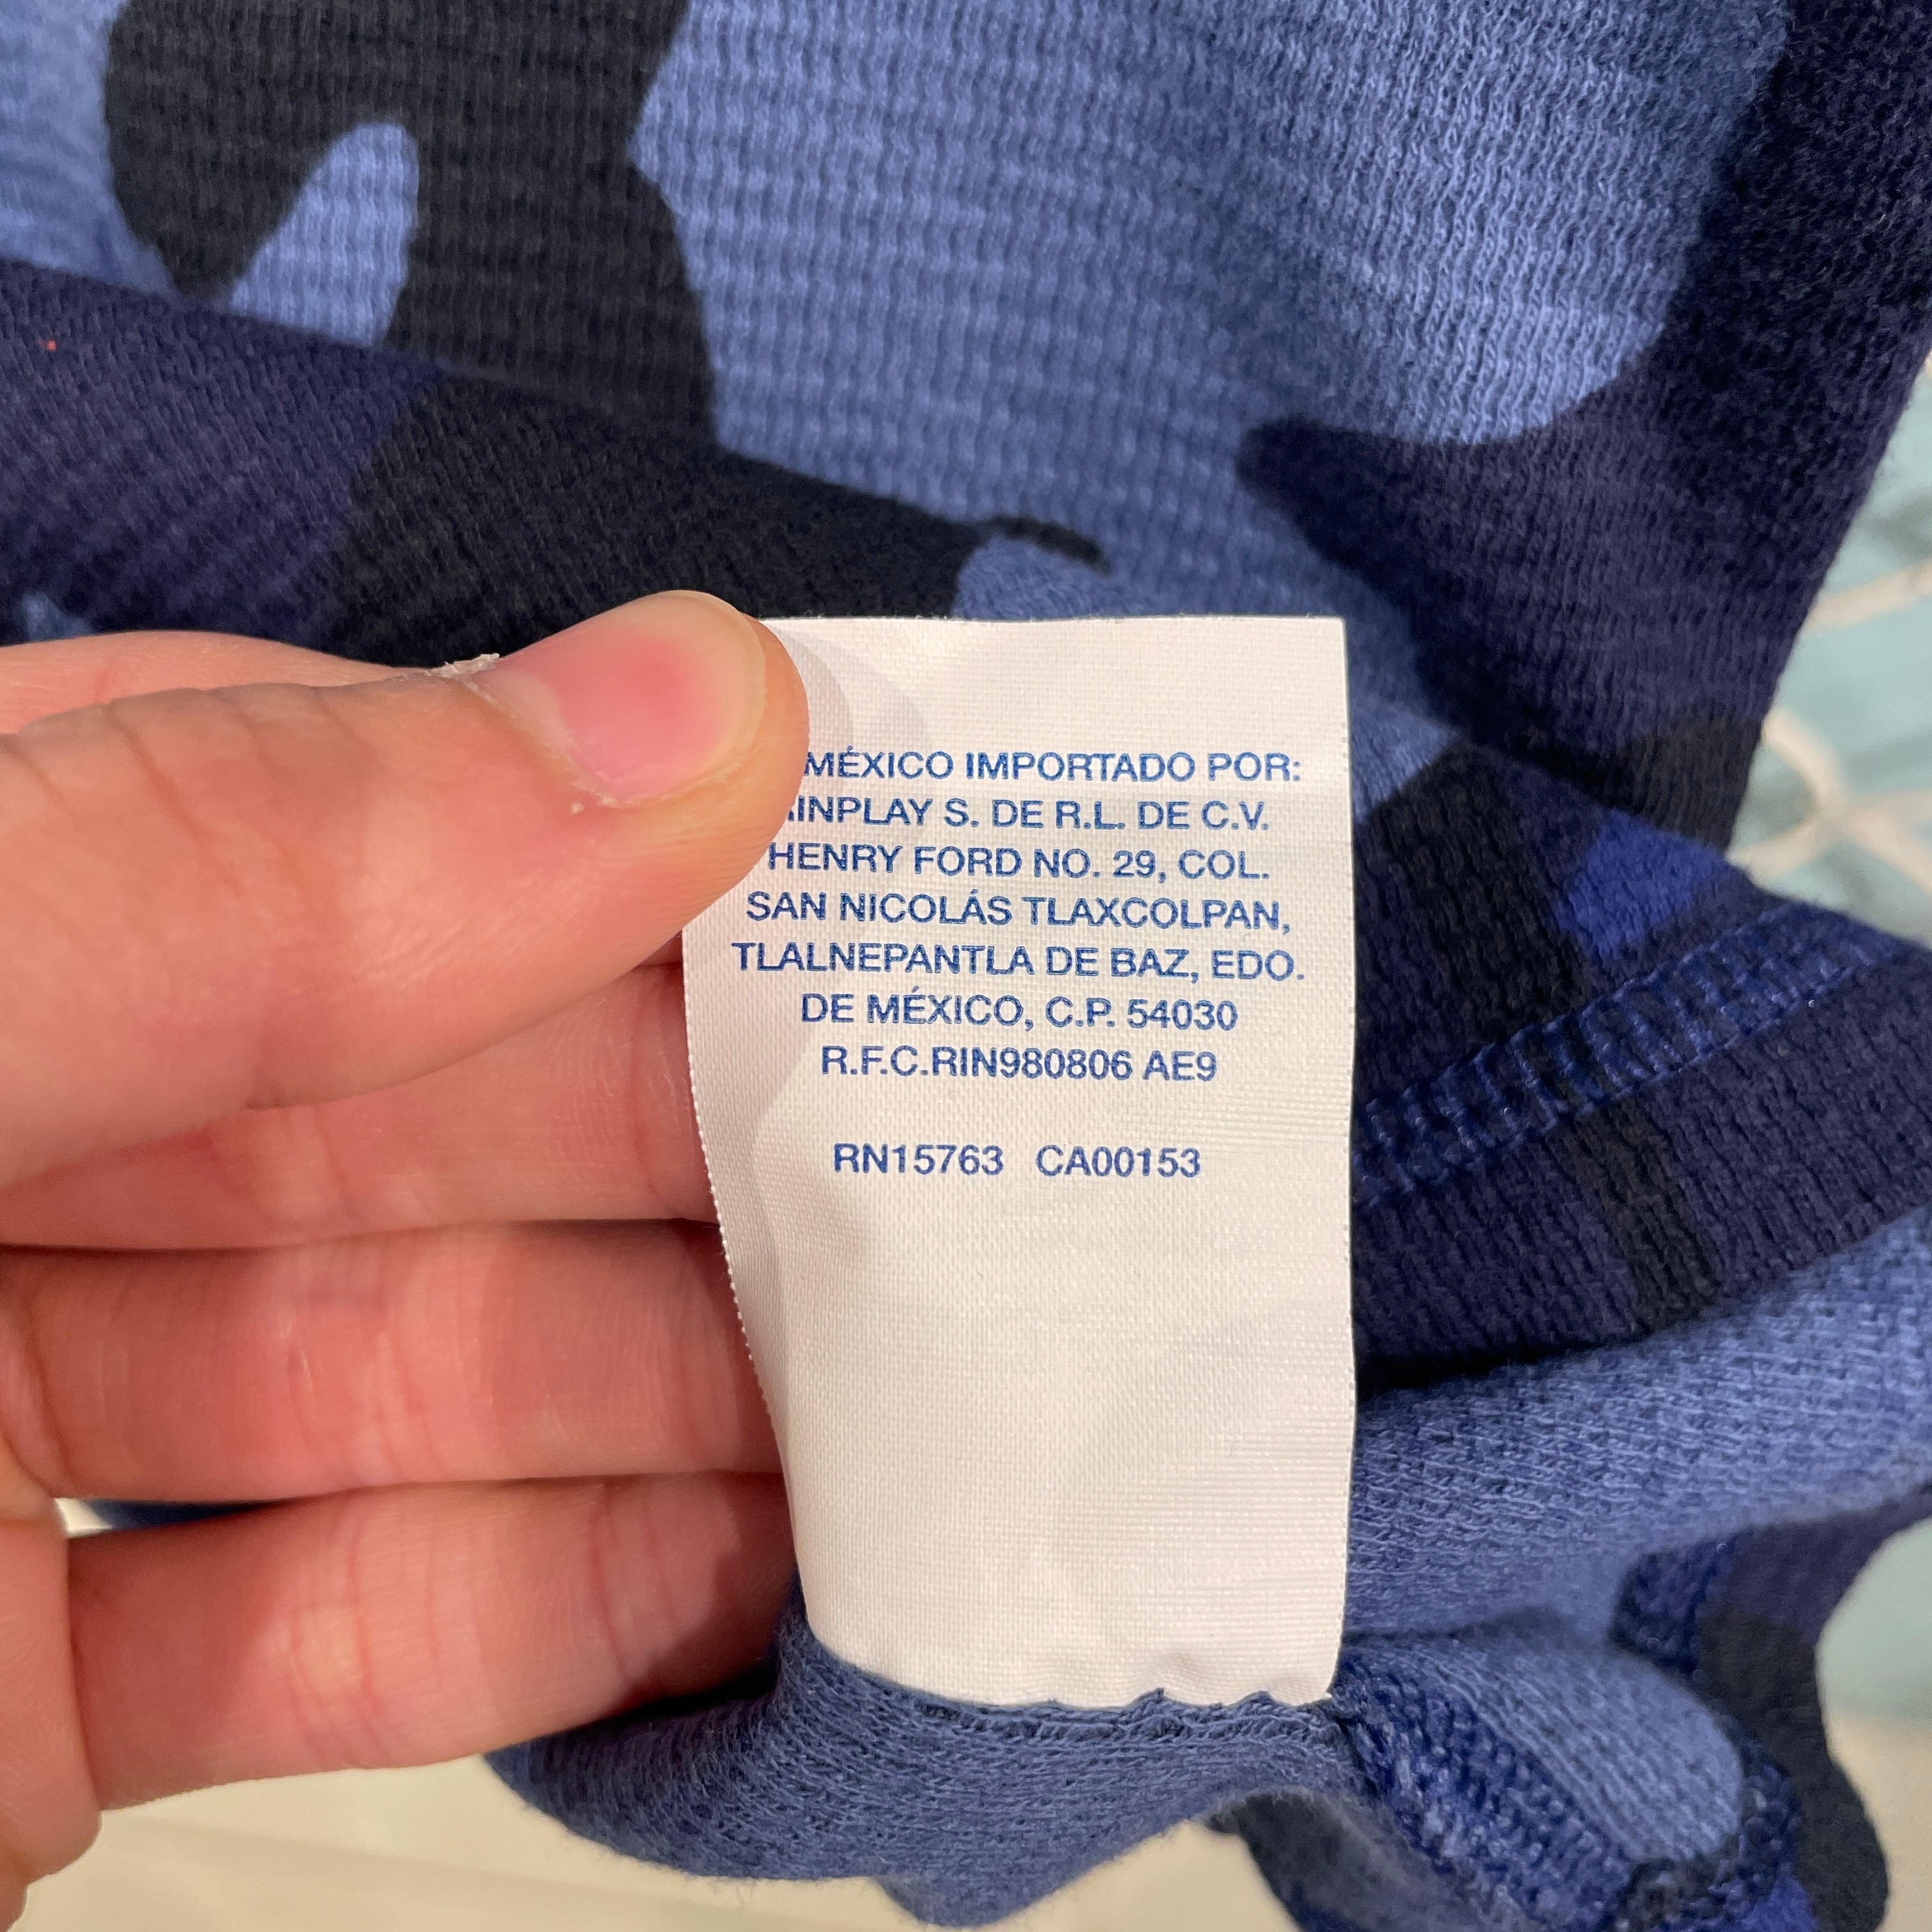 MÉXICO IMPORTADO POR:
S. DE R.L. DE C.V.
HENRY FORD NO. 29, COL.
SAN NICOLÁS TLAXCOLPAN,
TLALNEPANTLA DE BAZ, EDO.
DE MÉXICO, C.P. 54030
R.F.C.RIN980806 AE9
RN15763 CA00153